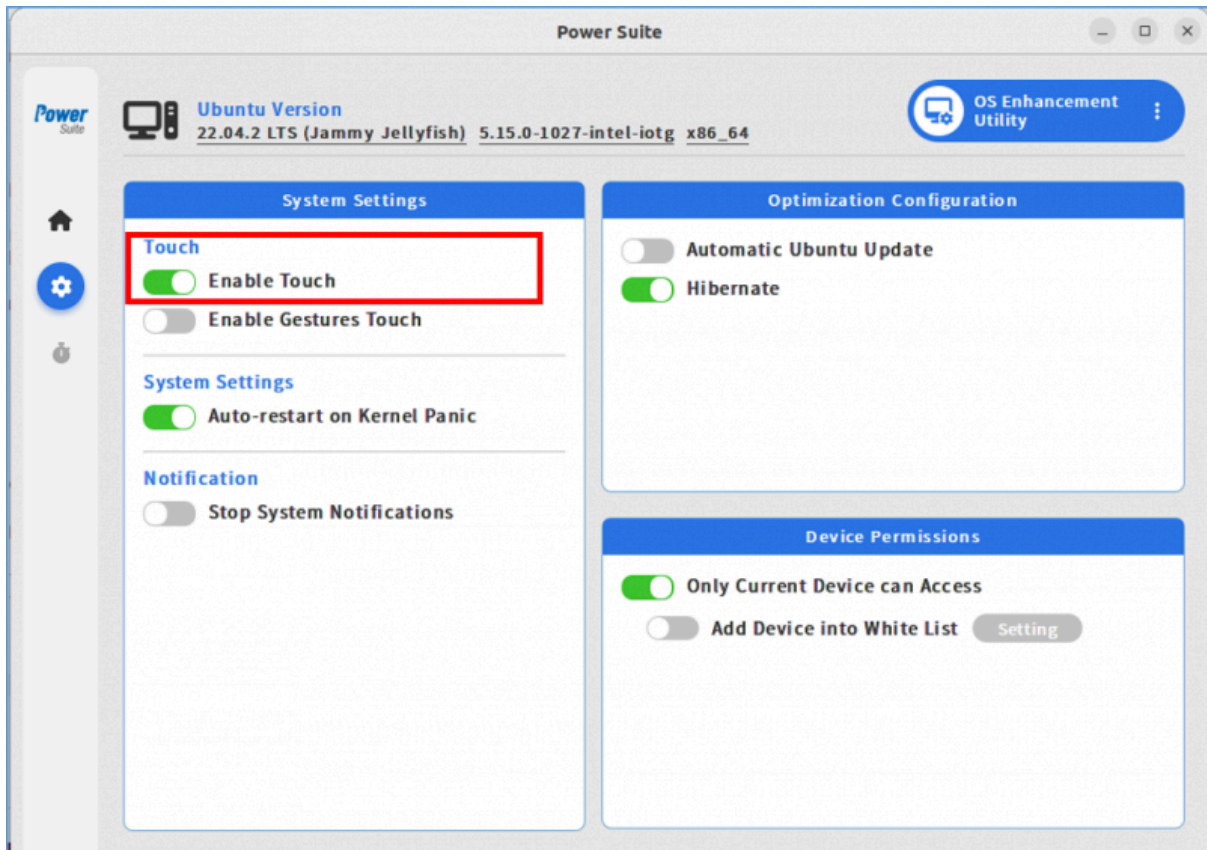 Power Suite
Power
Suite
Ubuntu Version
22.04.2 LTS (Jammy Jellyfish) 5.15.0-1027-intel-iotg x86_64
OS Enhancement
Utility
System Settings
Touch
Enable Touch
Enable Gestures Touch
System Settings
Auto-restart on Kernel Panic
Notification
Stop System Notifications
Optimization Configuration
Automatic Ubuntu Update
Hibernate
Device Permissions
Only Current Device can Access
Add Device into White List Setting